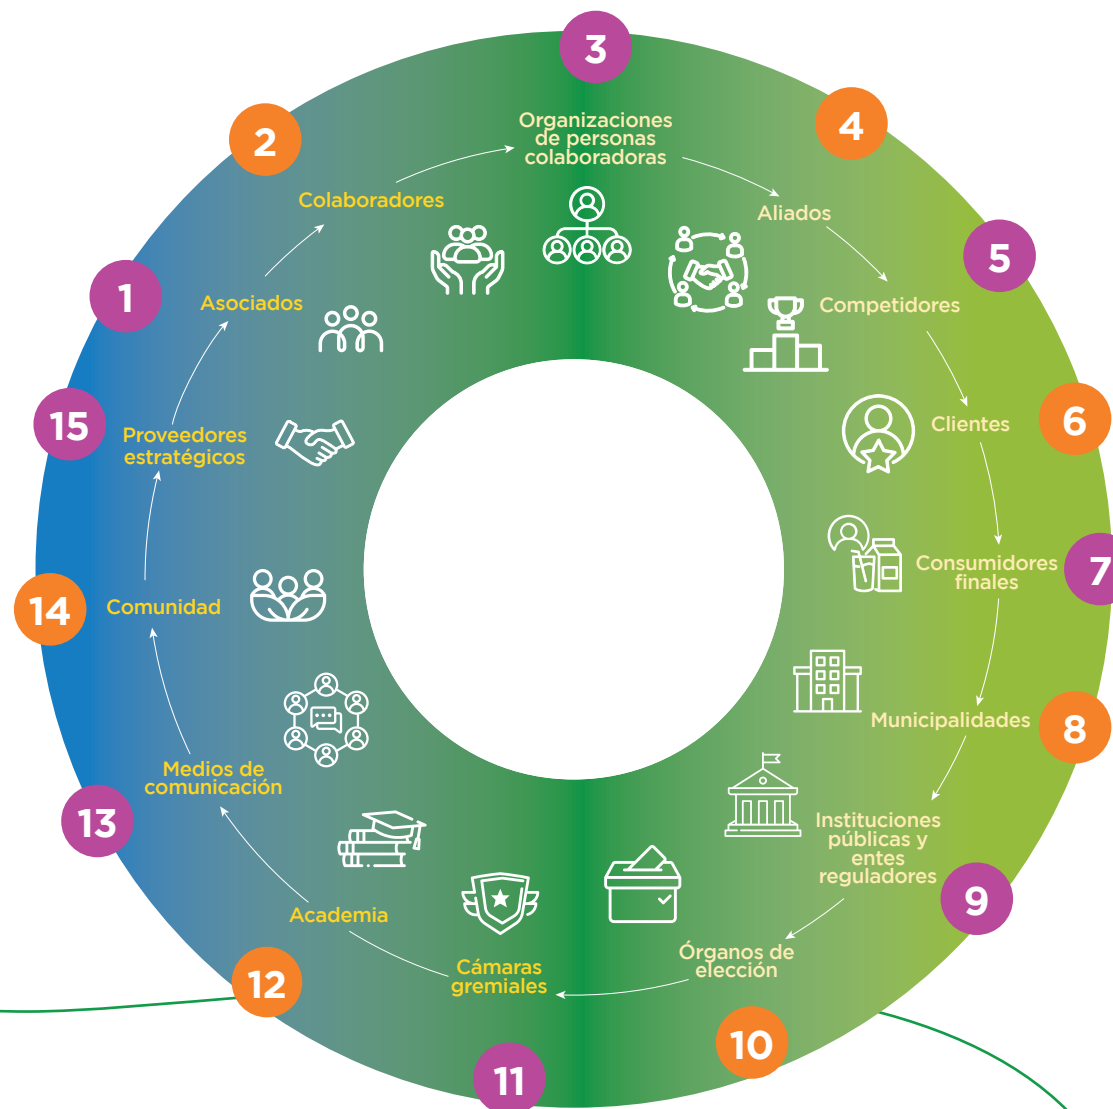 1
Asociados
2
Colaboradores
3
Organizaciones
de personas
colaboradoras
4
Aliados
5
Competidores
6
Clientes
7
Consumidores
finales
8
Municipalidades
9
Instituciones
públicas y
entes
reguladores
10
Órganos de
elección
11
Cámaras
gremiales
12
Academia
13
Medios de
comunicación
14
Comunidad
15
Proveedores
estratégicos